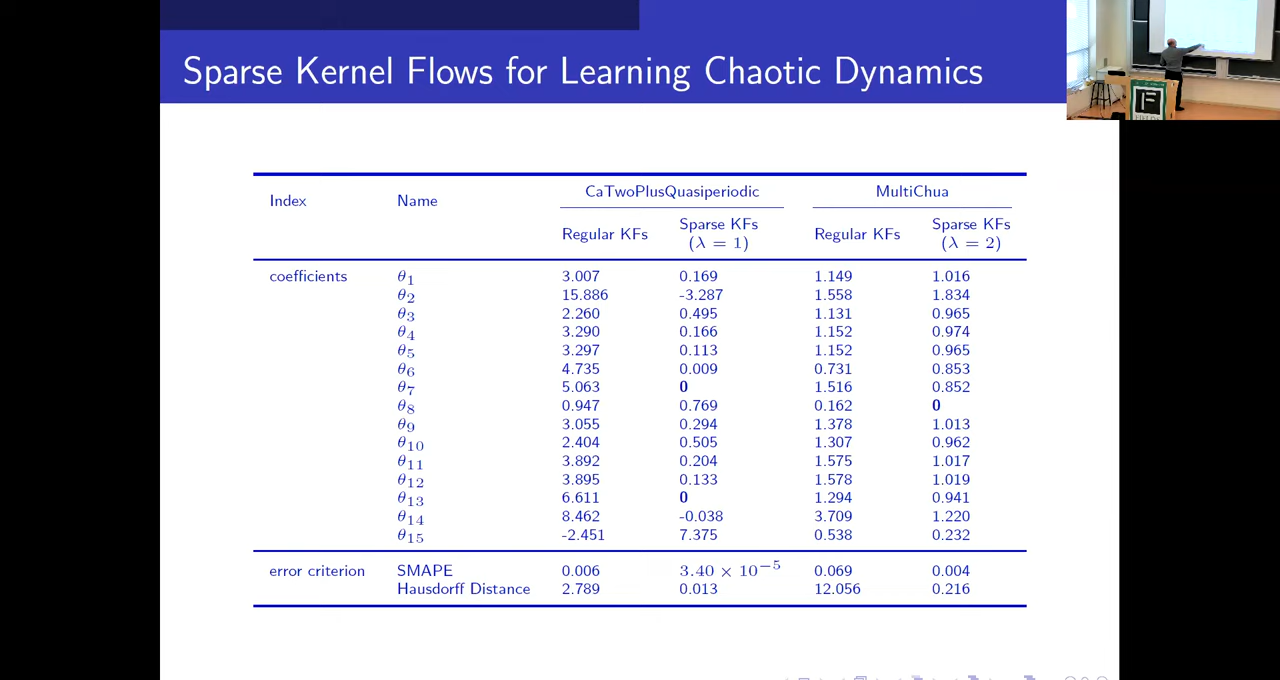 Sparse Kernel Flows for Learning Chaotic Dynamics
Index Name CaTwoPlusQuasiperiodic MultiChua
Regular KFs Sparse KFs (λ = 1) Regular KFs Sparse KFs (λ = 2)
coefficients θ1 3.007 0.169 1.149 1.016
θ2 15.886 -3.287 1.558 1.834
θ3 2.260 0.495 1.131 0.965
θ4 3.290 0.166 1.152 0.974
θ5 3.297 0.113 1.152 0.965
θ6 4.735 0.009 0.731 0.853
θ7 5.063 0 1.516 0.852
θ8 0.947 0.769 0.162 0
θ9 3.055 0.294 1.378 1.013
θ10 2.404 0.505 1.307 0.962
θ11 3.892 0.204 1.575 1.017
θ12 3.895 0.133 1.578 1.019
θ13 6.611 0 1.294 0.941
θ14 8.462 -0.038 3.709 1.220
θ15 -2.451 7.375 0.538 0.232
error criterion SMAPE 0.006 3.40 × 10⁻⁵ 0.069 0.004
Hausdorff Distance 2.789 0.013 12.056 0.216